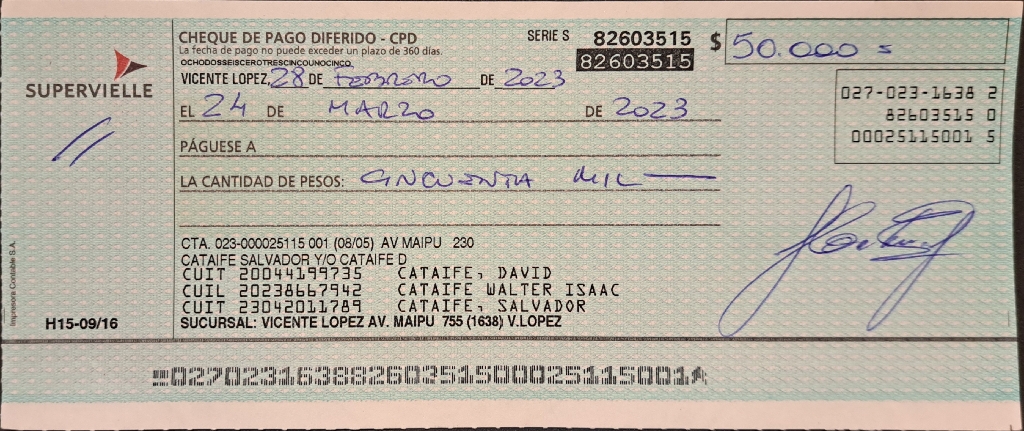 CHEQUE DE PAGO DIFERIDO - CPD
La fecha de pago no puede exceder un plazo de 360 días.
OCHODOSSEISCEROTRESCINCOUNOCINCO
SERIE S 82603515
82603515
$ 50.000 =
SUPERVIELLE
VICENTE LOPEZ, 28 DE FEBRERO DE 2023
EL 24 DE MARZO DE 2023
027-023-1638 2
82603515 0
00025115001 5
PÁGUESE A
LA CANTIDAD DE PESOS: CINCUENTA MIL
CTA. 023-000025115 001 (08/05) AV MAIPU 230
CATAIFE SALVADOR Y/O CATAIFE D
CUIT 20044199735 CATAIFE, DAVID
CUIL 20238667942 CATAIFE WALTER ISAAC
CUIT 23042011789 CATAIFE, SALVADOR
SUCURSAL: VICENTE LOPEZ AV. MAIPU 755 (1638) V.LOPEZ
Impresora Contable S.A.
H15-09/16
02702316388260351500025115001